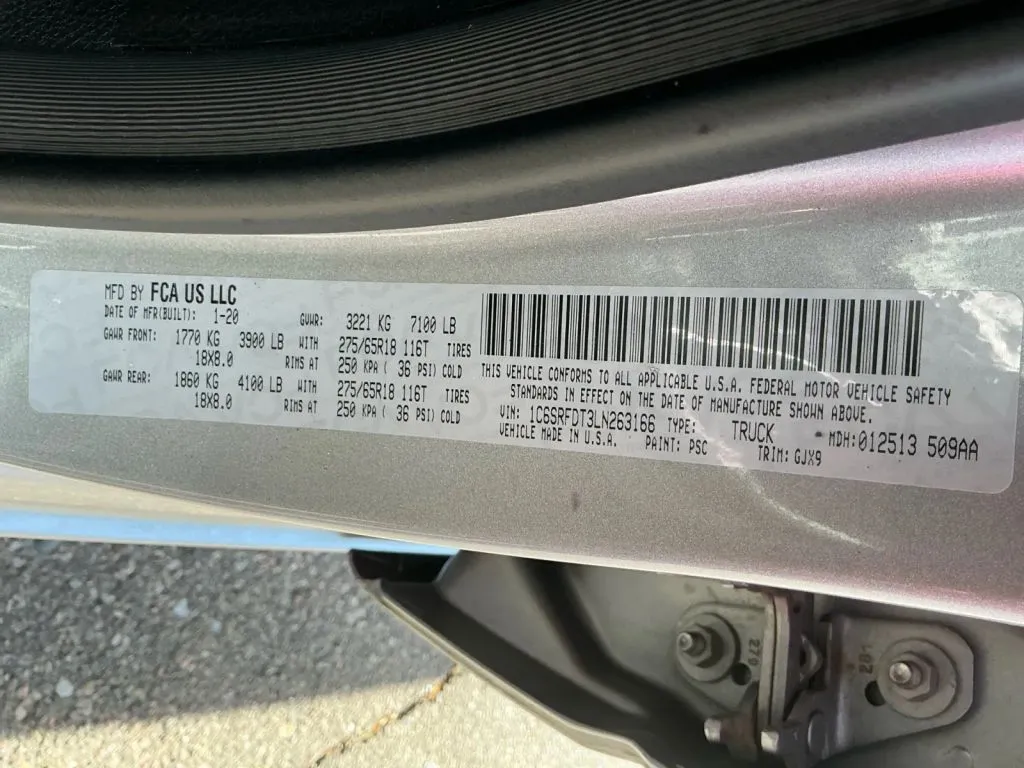 MFD BY FCA US LLC
DATE OF MFR(BUILT): 1-20 GVWR: 3221 KG 7100 LB
GAWR FRONT: 1770 KG 3900 LB WITH 275/65R18 116T TIRES
18X8.0 RIMS AT 250 KPA ( 36 PSI) COLD
GAWR REAR: 1860 KG 4100 LB WITH 275/65R18 116T TIRES
18X8.0 RIMS AT 250 KPA ( 36 PSI) COLD
THIS VEHICLE CONFORMS TO ALL APPLICABLE U.S.A. FEDERAL MOTOR VEHICLE SAFETY
STANDARDS IN EFFECT ON THE DATE OF MANUFACTURE SHOWN ABOVE.
VIN: 1C6SRFDT3LN263166 TYPE: TRUCK MDH:012513 509AA
VEHICLE MADE IN U.S.A. PAINT: PSC TRIM: GJX9
270